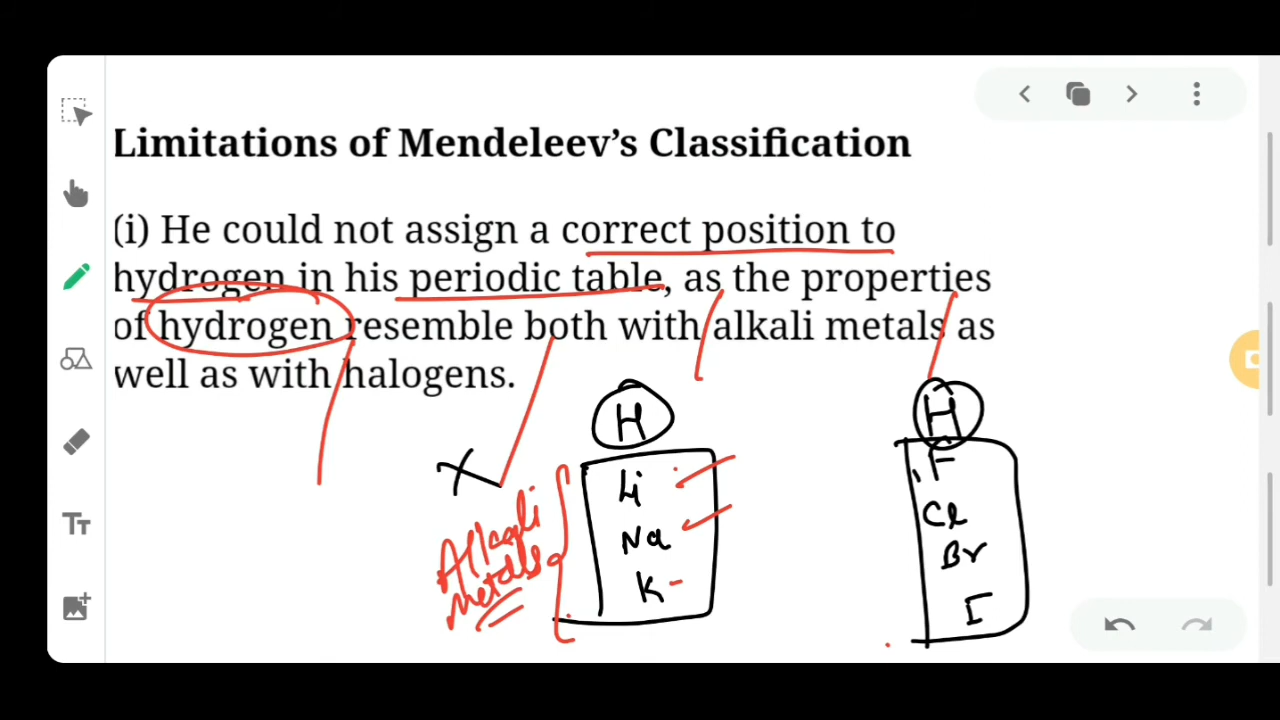 Limitations of Mendeleev's Classification
(i) He could not assign a correct position to
hydrogen in his periodic table, as the properties
of hydrogen resemble both with alkali metals as
well as with halogens.
H
Li
Na
K
Alkali
Metals
H
F
Cl
Br
I
Tт